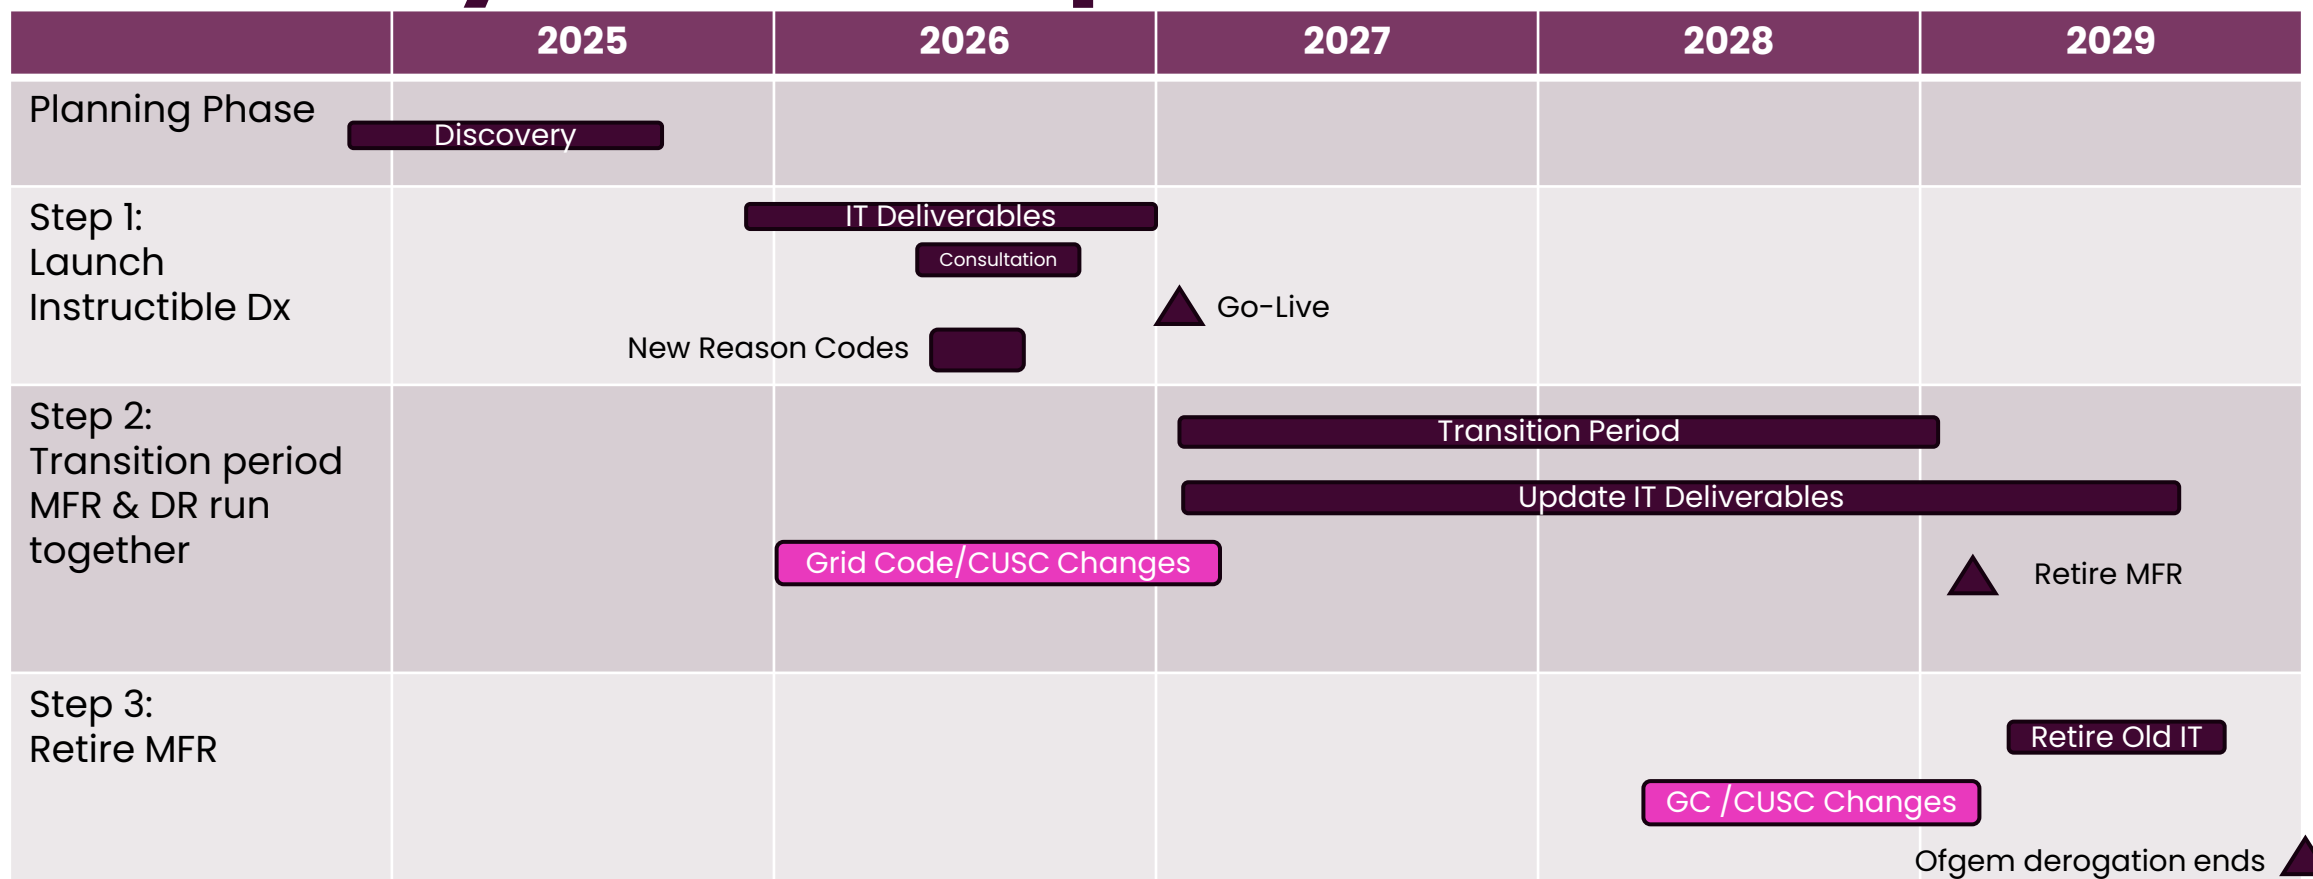 2025 2026 2027 2028 2029
Planning Phase
Discovery
Step 1:
Launch
Instructible Dx
IT Deliverables
Consultation
Go-Live
New Reason Codes
Step 2:
Transition period
MFR & DR run
together
Transition Period
Update IT Deliverables
Grid Code/CUSC Changes
Retire MFR
Step 3:
Retire MFR
Retire Old IT
GC /CUSC Changes
Ofgem derogation ends